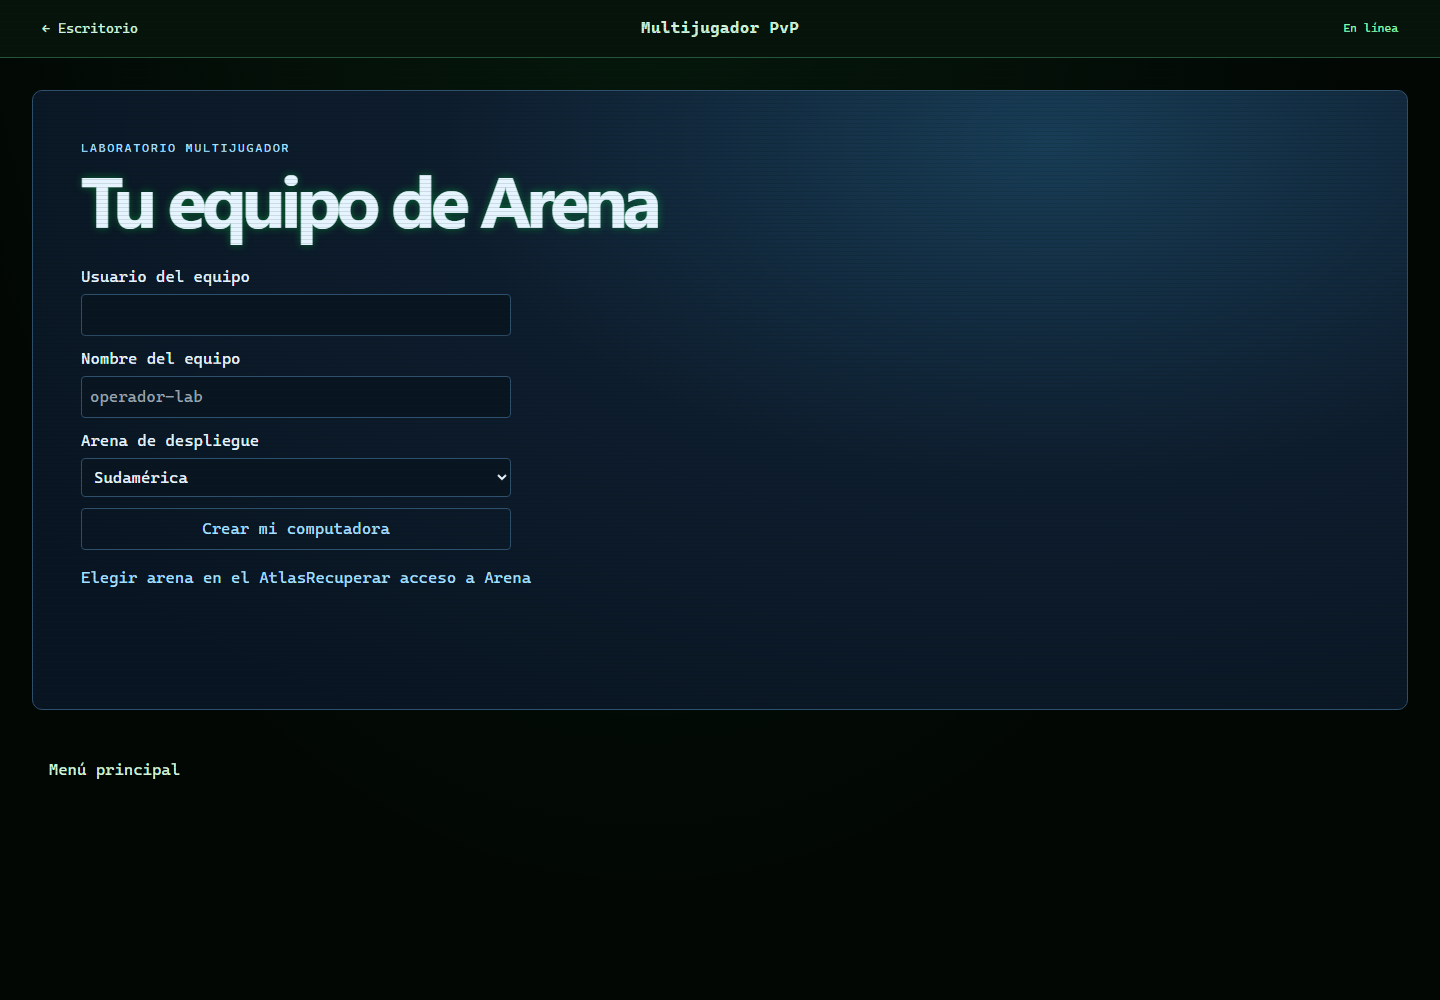 ← Escritorio
Multijugador PvP
En línea
LABORATORIO MULTIJUGADOR
Tu equipo de Arena
Usuario del equipo
Nombre del equipo
operador-lab
Arena de despliegue
Sudamérica
Crear mi computadora
Elegir arena en el AtlasRecuperar acceso a Arena
Menú principal